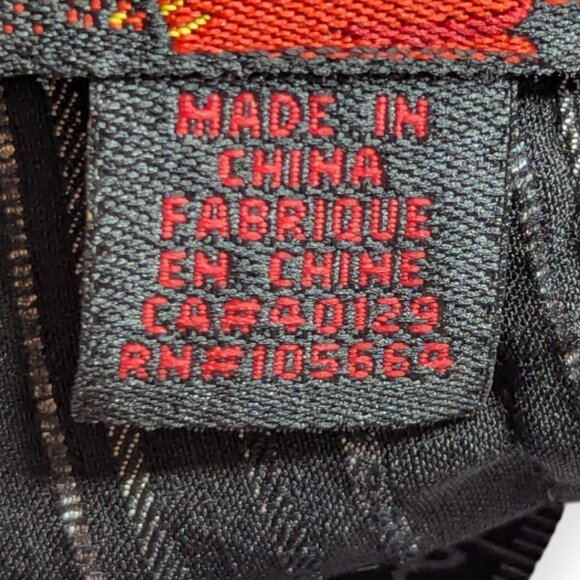 MADE IN
CHINA
FABRIQUE
EN CHINE
CA#40129
RN#105664